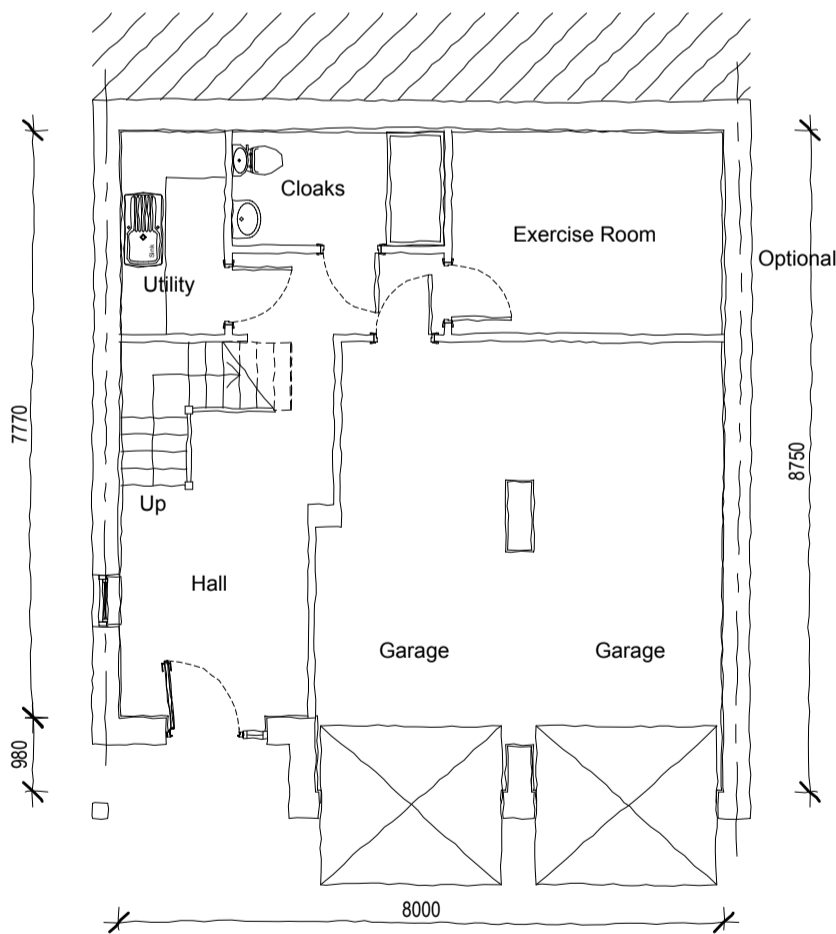 Cloaks
Exercise Room
Optional
Sink
Utility
7770
8750
Up
Hall
Garage
Garage
980
8000